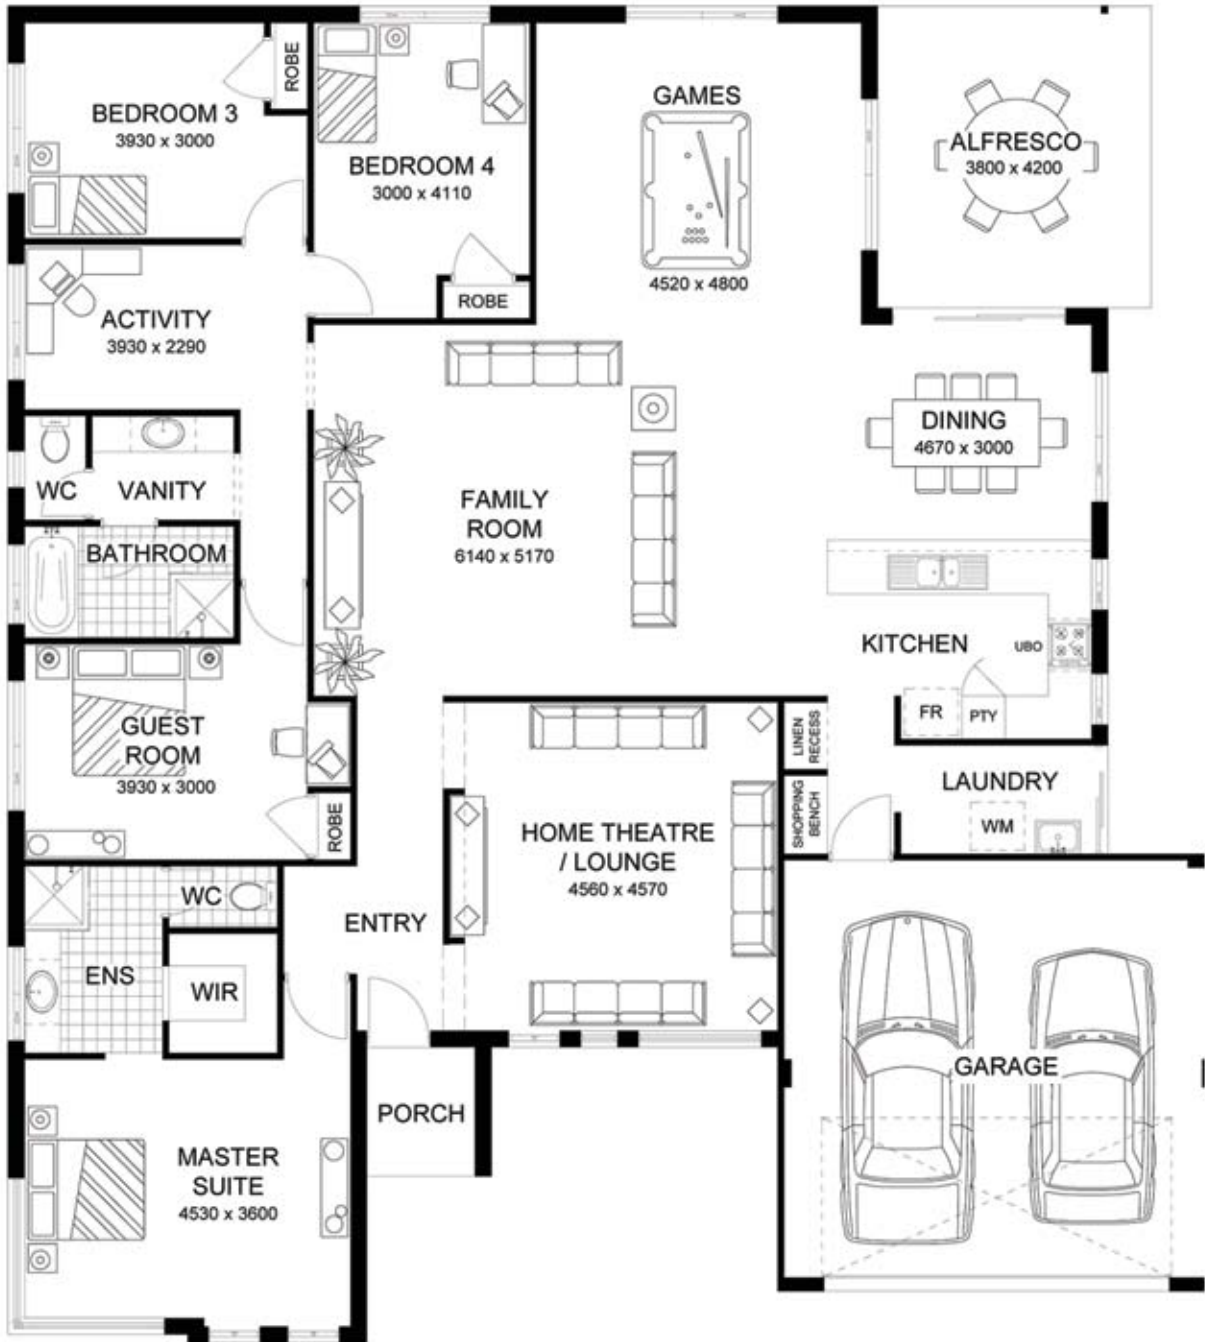 BEDROOM 3
3930 x 3000
ROBE
BEDROOM 4
3000 x 4110
ROBE
GAMES
4520 x 4800
ALFRESCO
3800 x 4200
ACTIVITY
3930 x 2290
WC
VANITY
BATHROOM
FAMILY
ROOM
6140 x 5170
DINING
4670 x 3000
KITCHEN
UBO
FR
PTY
GUEST
ROOM
3930 x 3000
ROBE
HOME THEATRE
/ LOUNGE
4560 x 4570
LINEN
RECESS
SHOPPING
BENCH
LAUNDRY
WM
WC
ENS
WIR
ENTRY
PORCH
GARAGE
MASTER
SUITE
4530 x 3600